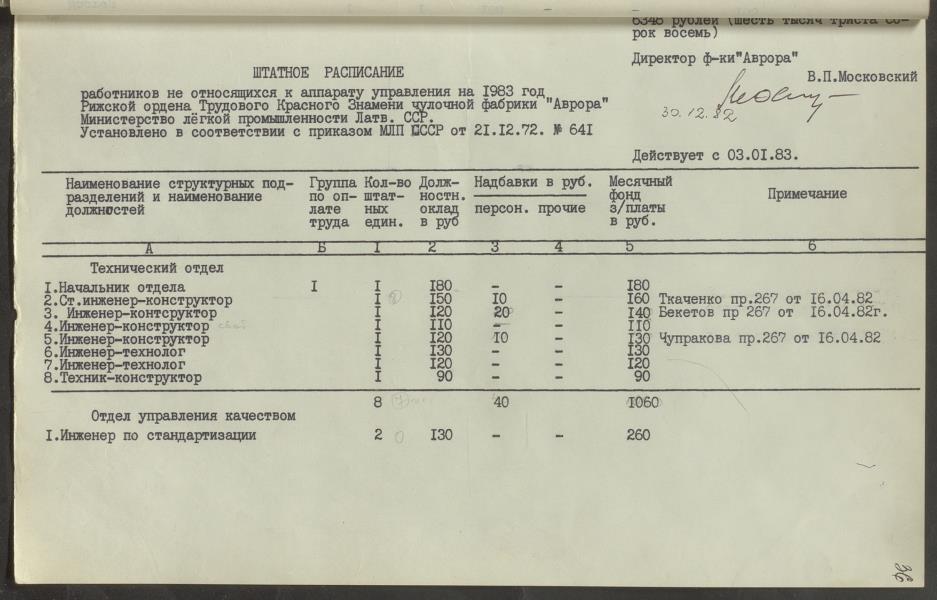 6348 рублей (шесть тысяч триста со-
рок восемь)
Директор ф-ки"Аврора"
В.П.Московский
30.12.82
Действует с 03.01.83.
ШТАТНОЕ РАСПИСАНИЕ
работников не относящихся к аппарату управления на 1983 год
Рижской ордена Трудового Красного Знамени чулочной фабрики "Аврора"
Министерство лёгкой промышленности Латв. ССР.
Установлено в соответствии с приказом МЛП СССР от 21.12.72. № 641
Наименование структурных под-
разделений и наименование
должностей
Группа
по оп-
лате
труда
Кол-во
штат-
ных
един.
Долж-
ностн.
оклад
в руб
Надбавки в руб.
персон. прочие
Месячный
фонд
з/платы
в руб.
Примечание
А Б 1 2 3 4 5 6
Технический отдел
1.Начальник отдела 1 1 180 - - 180
2.Ст.инженер-конструктор 1 150 10 - 160 Ткаченко пр.267 от 16.04.82
3. Инженер-контсруктор 1 120 20 - 140 Бекетов пр 267 от 16.04.82г.
4.Инженер-конструктор 1 110 - - 110
5.Инженер-конструктор 1 120 10 - 130 Чупракова пр.267 от 16.04.82
6.Инженер-технолог 1 130 - - 130
7.Инженер-технолог 1 120 - - 120
8.Техник-конструктор 1 90 - - 90
8 40 1060
Отдел управления качеством
1.Инженер по стандартизации 2 130 - - 260
36